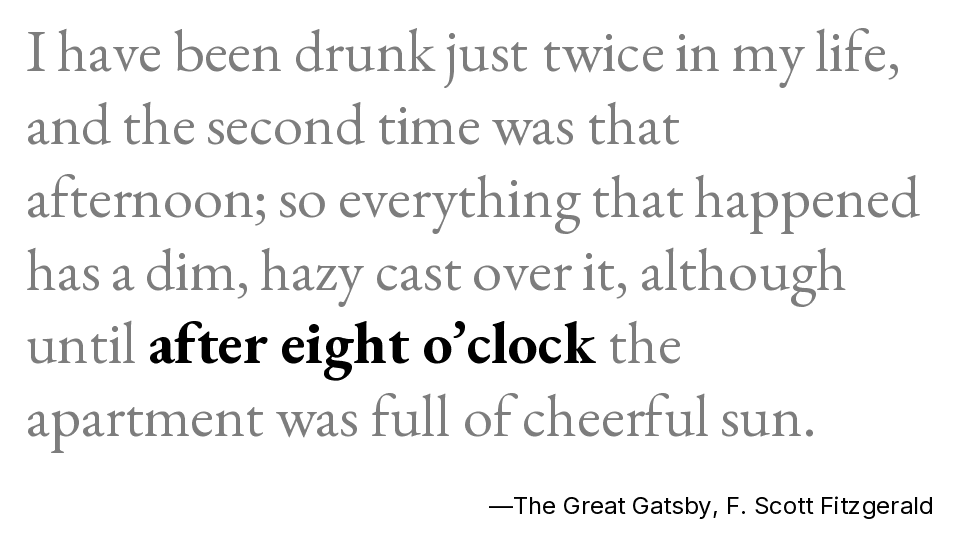 I have been drunk just twice in my life,
and the second time was that
afternoon; so everything that happened
has a dim, hazy cast over it, although
until after eight o’clock the
apartment was full of cheerful sun.
—The Great Gatsby, F. Scott Fitzgerald